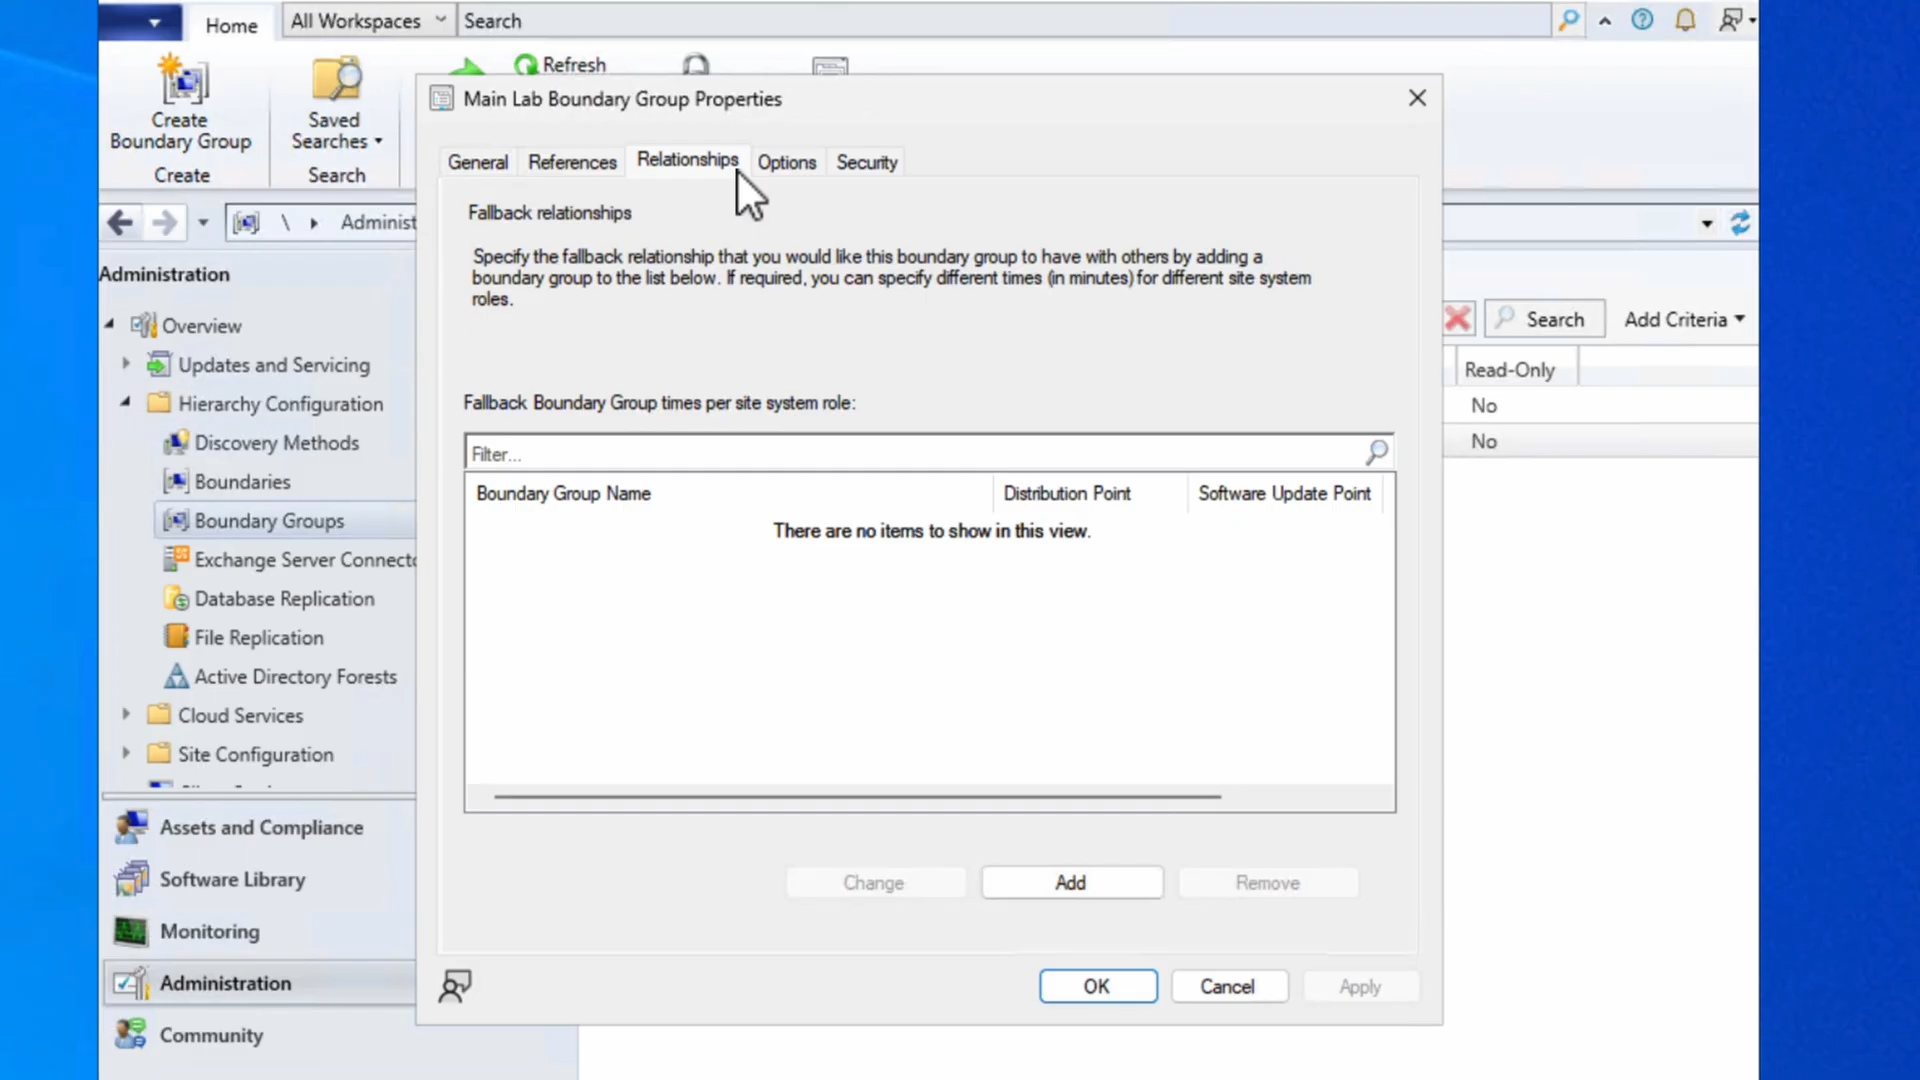 Home
All Workspaces
Search
Create
Boundary Group
Create
Saved
Searches
Search
Refresh
Main Lab Boundary Group Properties
General
References
Relationships
Options
Security
Fallback relationships
Specify the fallback relationship that you would like this boundary group to have with others by adding a
boundary group to the list below. If required, you can specify different times (in minutes) for different site system
roles.
Fallback Boundary Group times per site system role:
Filter...
Boundary Group Name
Distribution Point
Software Update Point
There are no items to show in this view.
Change
Add
Remove
OK
Cancel
Apply
\
Administ
Administration
Overview
Updates and Servicing
Hierarchy Configuration
Discovery Methods
Boundaries
Boundary Groups
Exchange Server Connecto
Database Replication
File Replication
Active Directory Forests
Cloud Services
Site Configuration
Assets and Compliance
Software Library
Monitoring
Administration
Community
Search
Add Criteria
Read-Only
No
No